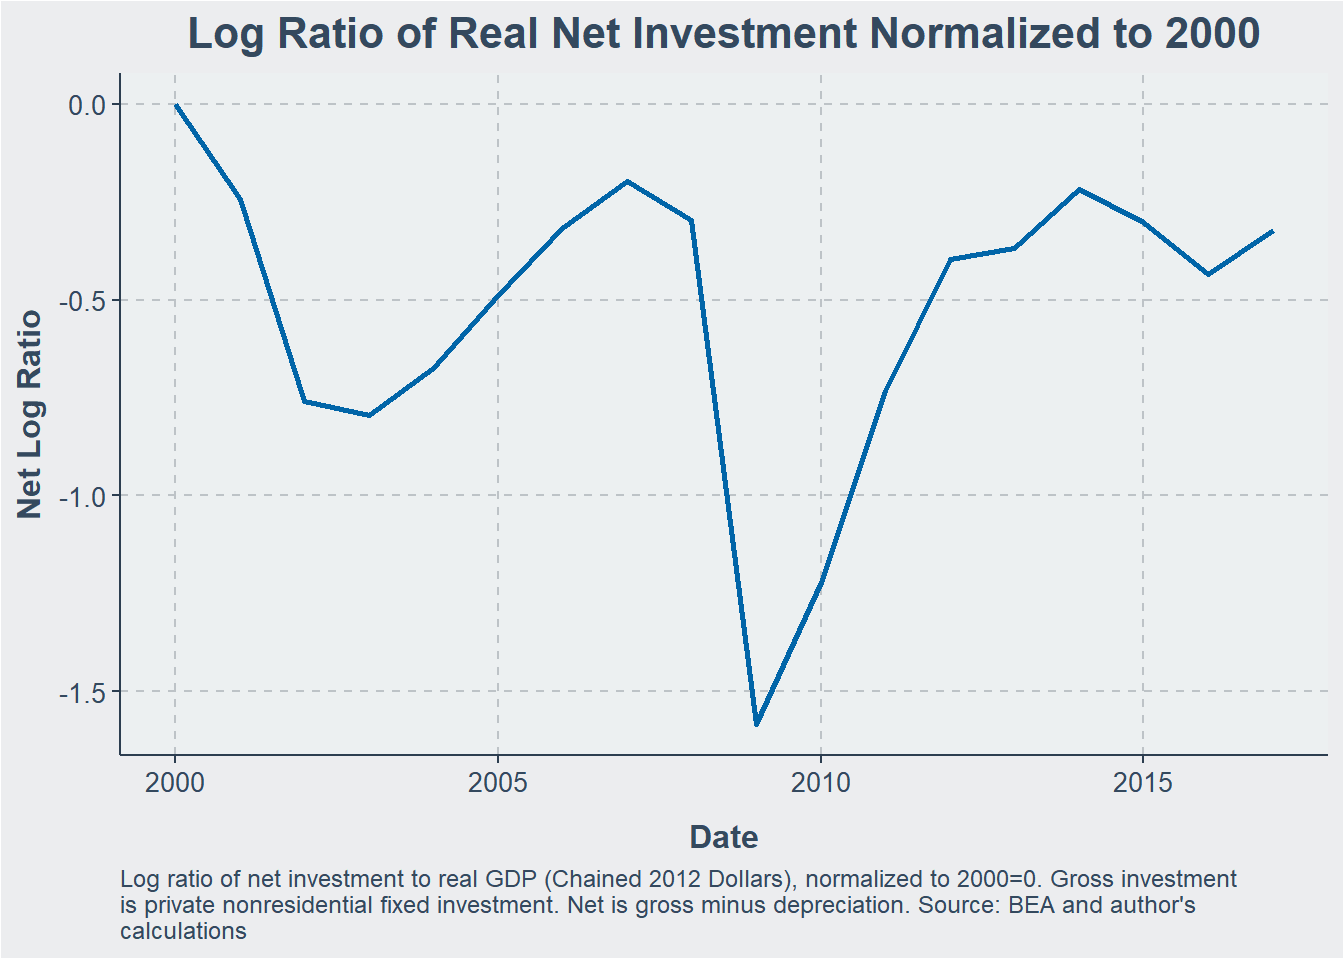 Log Ratio of Real Net Investment Normalized to 2000
0.0
-0.5
-1.0
-1.5
Net Log Ratio
2000 2005 2010 2015
Date
Log ratio of net investment to real GDP (Chained 2012 Dollars), normalized to 2000=0. Gross investment
is private nonresidential fixed investment. Net is gross minus depreciation. Source: BEA and author's
calculations